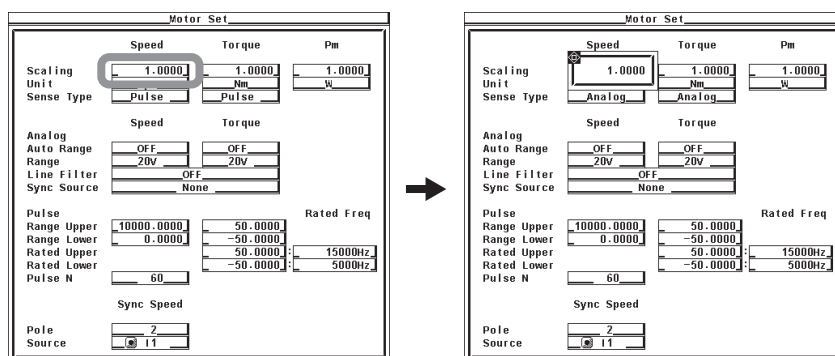 Motor Set
Speed Torque Pm
Scaling 1.0000 1.0000 1.0000
Unit Nm W
Sense Type Pulse Pulse
Speed Torque
Analog
Auto Range OFF OFF
Range 20V 20V
Line Filter OFF
Sync Source None
Pulse Rated Freq
Range Upper 10000.0000 50.0000
Range Lower 0.0000 -50.0000
Rated Upper 50.0000 : 15000Hz
Rated Lower -50.0000 : 5000Hz
Pulse N 60
Sync Speed
Pole 2
Source I1
Motor Set
Speed Torque Pm
Scaling 1.0000 1.0000 1.0000
Unit Nm W
Sense Type Analog Analog
Speed Torque
Analog
Auto Range OFF OFF
Range 20V 20V
Line Filter OFF
Sync Source None
Pulse Rated Freq
Range Upper 10000.0000 50.0000
Range Lower 0.0000 -50.0000
Rated Upper 50.0000 : 15000Hz
Rated Lower -50.0000 : 5000Hz
Pulse N 60
Sync Speed
Pole 2
Source I1